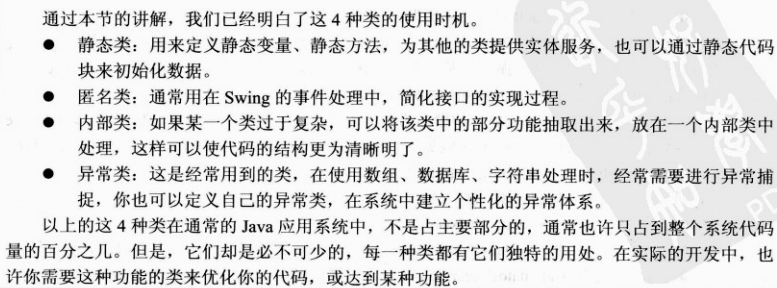 通过本节的讲解，我们已经明白了这 4 种类的使用时机。
● 静态类：用来定义静态变量、静态方法，为其他的类提供实体服务，也可以通过静态代码
块来初始化数据。
● 匿名类：通常用在 Swing 的事件处理中，简化接口的实现过程。
● 内部类：如果某一个类过于复杂，可以将该类中的部分功能抽取出来，放在一个内部类中
处理，这样可以使代码的结构更为清晰明了。
● 异常类：这是经常用到的类，在使用数组、数据库、字符串处理时，经常需要进行异常捕
捉，你也可以定义自己的异常类，在系统中建立个性化的异常体系。
以上的这 4 种类在通常的 Java 应用系统中，不是占主要部分的，通常也许只占到整个系统代码
量的百分之几。但是，它们却是必不可少的，每一种类都有它们独特的用处。在实际的开发中，也
许你需要这种功能的类来优化你的代码，或达到某种功能。